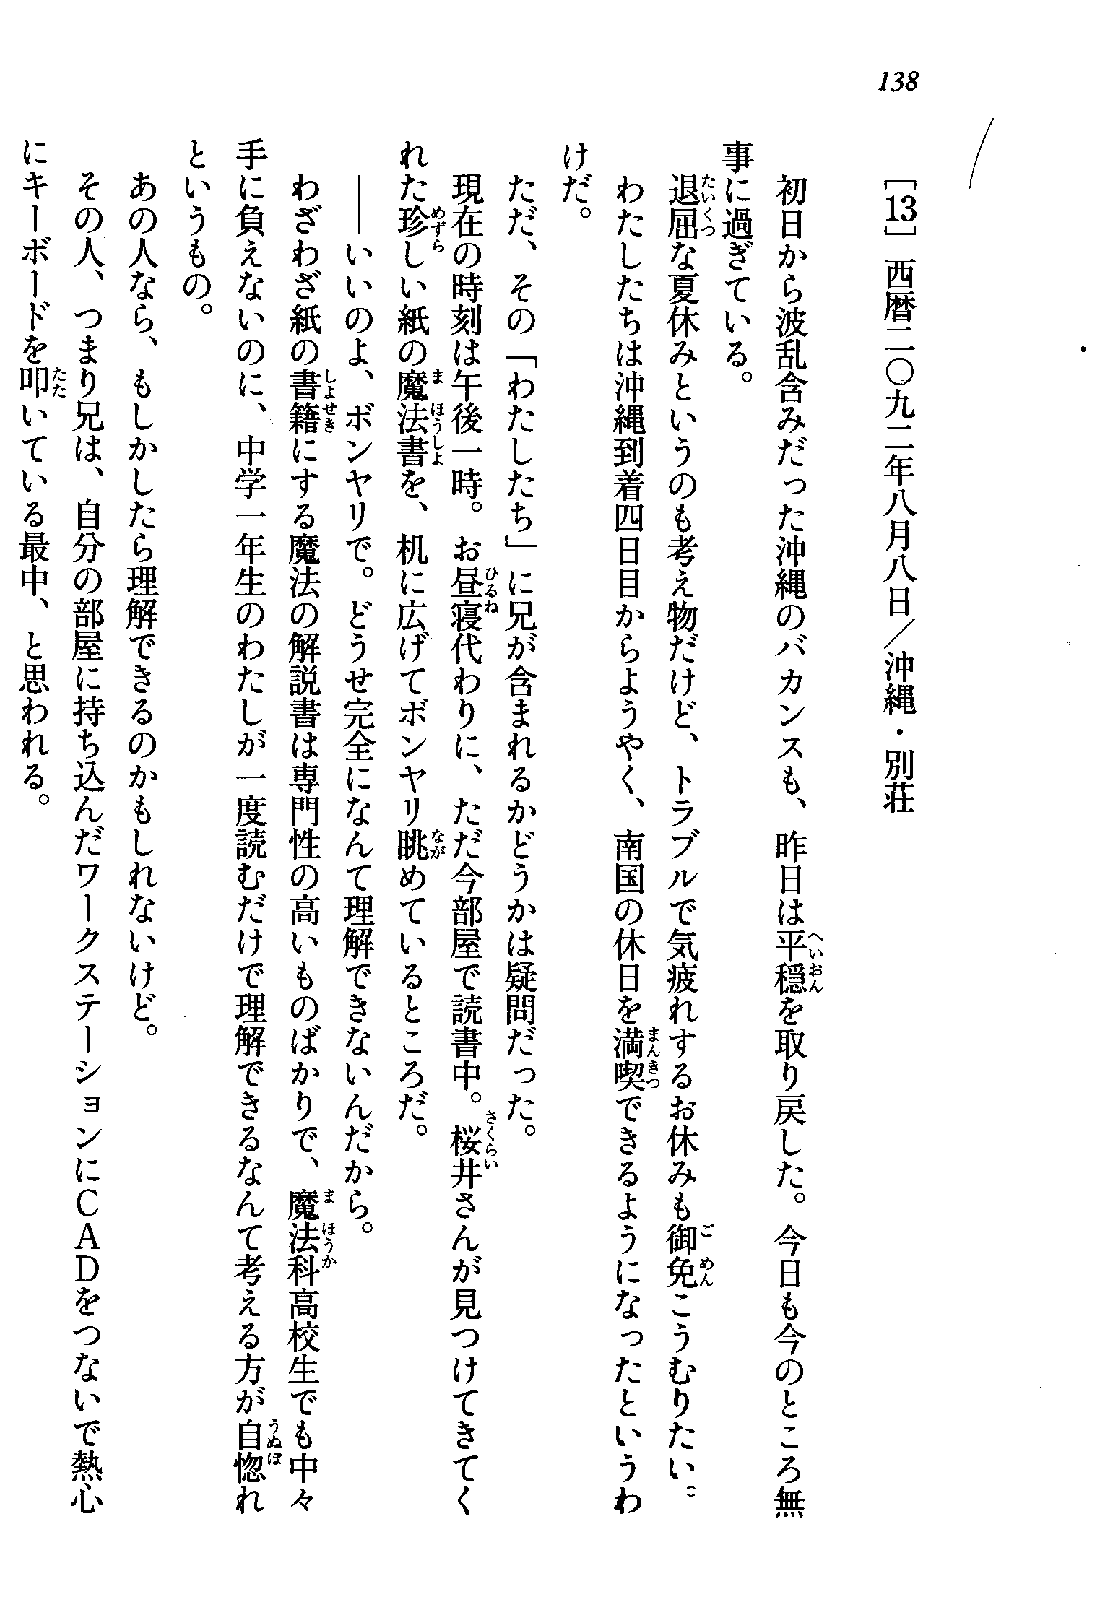 138
［13］西暦二〇九二年八月八日／沖縄・別荘
初日から波乱含みだった沖縄のバカンスも、昨日は平穏を取り戻した。今日も今のところ無
事に過ぎている。
退屈な夏休みというのも考え物だけど、トラブルで気疲れするお休みも御免こうむりたい。
わたしたちは沖縄到着四日目からようやく、南国の休日を満喫できるようになったというわ
けだ。
ただ、その「わたしたち」に兄が含まれるかどうかは疑問だった。
現在の時刻は午後一時。お昼寝代わりに、ただ今部屋で読書中。桜井さんが見つけてきてく
れた珍しい紙の魔法書を、机に広げてボンヤリ眺めているところだ。
――いいのよ、ボンヤリで。どうせ完全になんて理解できないんだから。
わざわざ紙の書籍にする魔法の解説書は専門性の高いものばかりで、魔法科高校生でも中々
手に負えないのに、中学一年生のわたしが一度読むだけで理解できるなんて考える方が自惚れ
というもの。
あの人なら、もしかしたら理解できるのかもしれないけど。
その人、つまり兄は、自分の部屋に持ち込んだワークステーションにＣＡＤをつないで熱心
にキーボードを叩いている最中、と思われる。